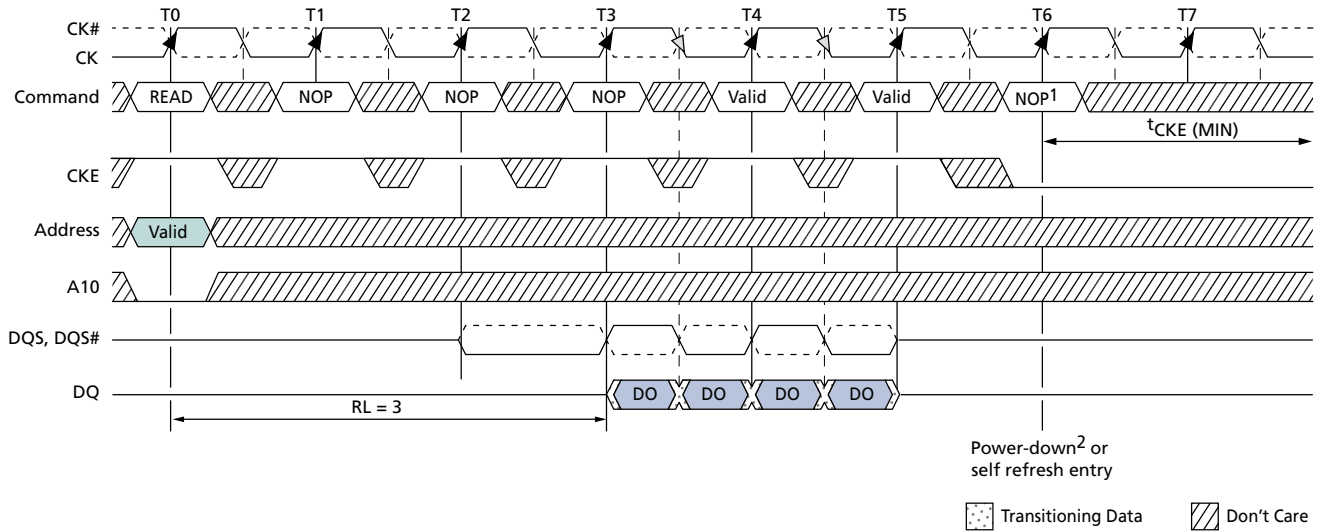 T0 T1 T2 T3 T4 T5 T6 T7
CK#
CK
Command READ NOP NOP NOP Valid Valid NOP1
tCKE (MIN)
CKE
Address Valid
A10
DQS, DQS#
DQ DO DO DO DO
RL = 3
Power-down2 or
self refresh entry
Transitioning Data Don't Care